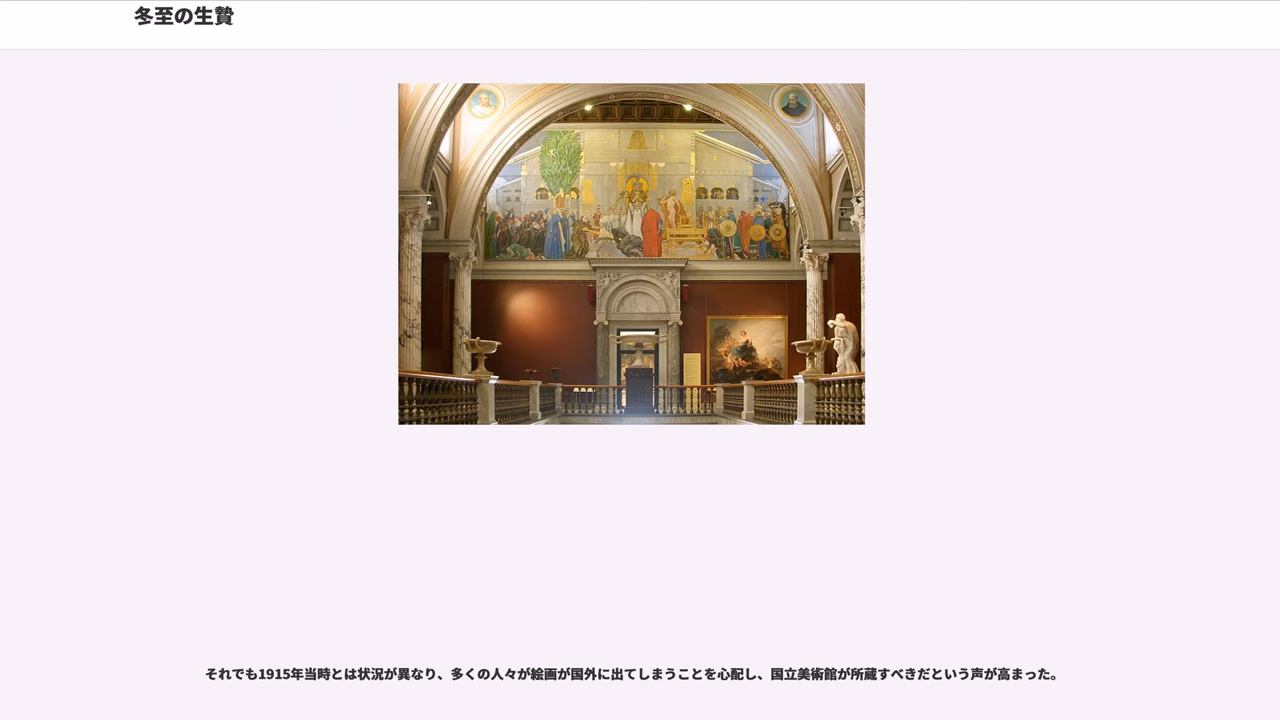 冬至の生贄
それでも1915年当時とは状況が異なり、多くの人々が絵画が国外に出てしまうことを心配し、国立美術館が所蔵すべきだという声が高まった。